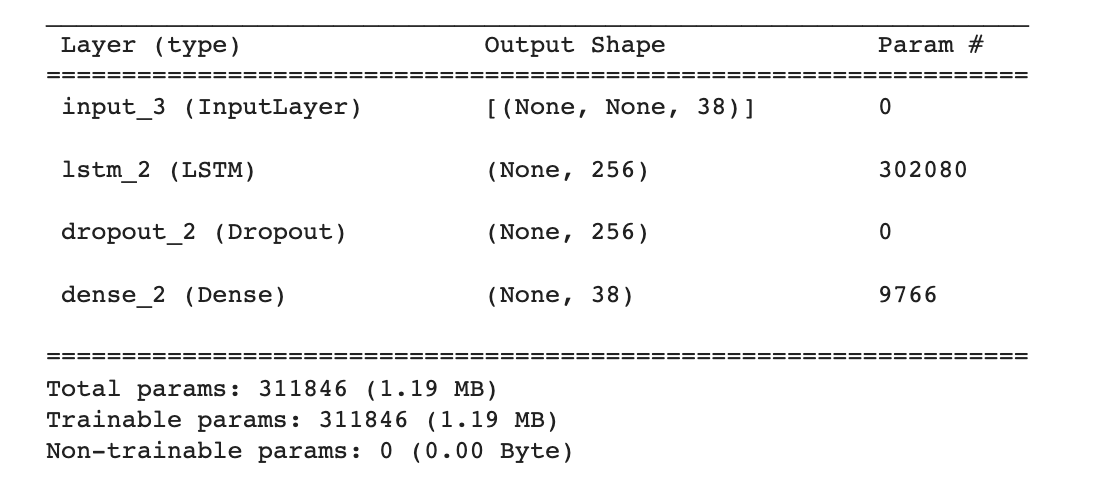 Layer (type) Output Shape Param #
=================================================================
input_3 (InputLayer) [(None, None, 38)] 0
lstm_2 (LSTM) (None, 256) 302080
dropout_2 (Dropout) (None, 256) 0
dense_2 (Dense) (None, 38) 9766
=================================================================
Total params: 311846 (1.19 MB)
Trainable params: 311846 (1.19 MB)
Non-trainable params: 0 (0.00 Byte)